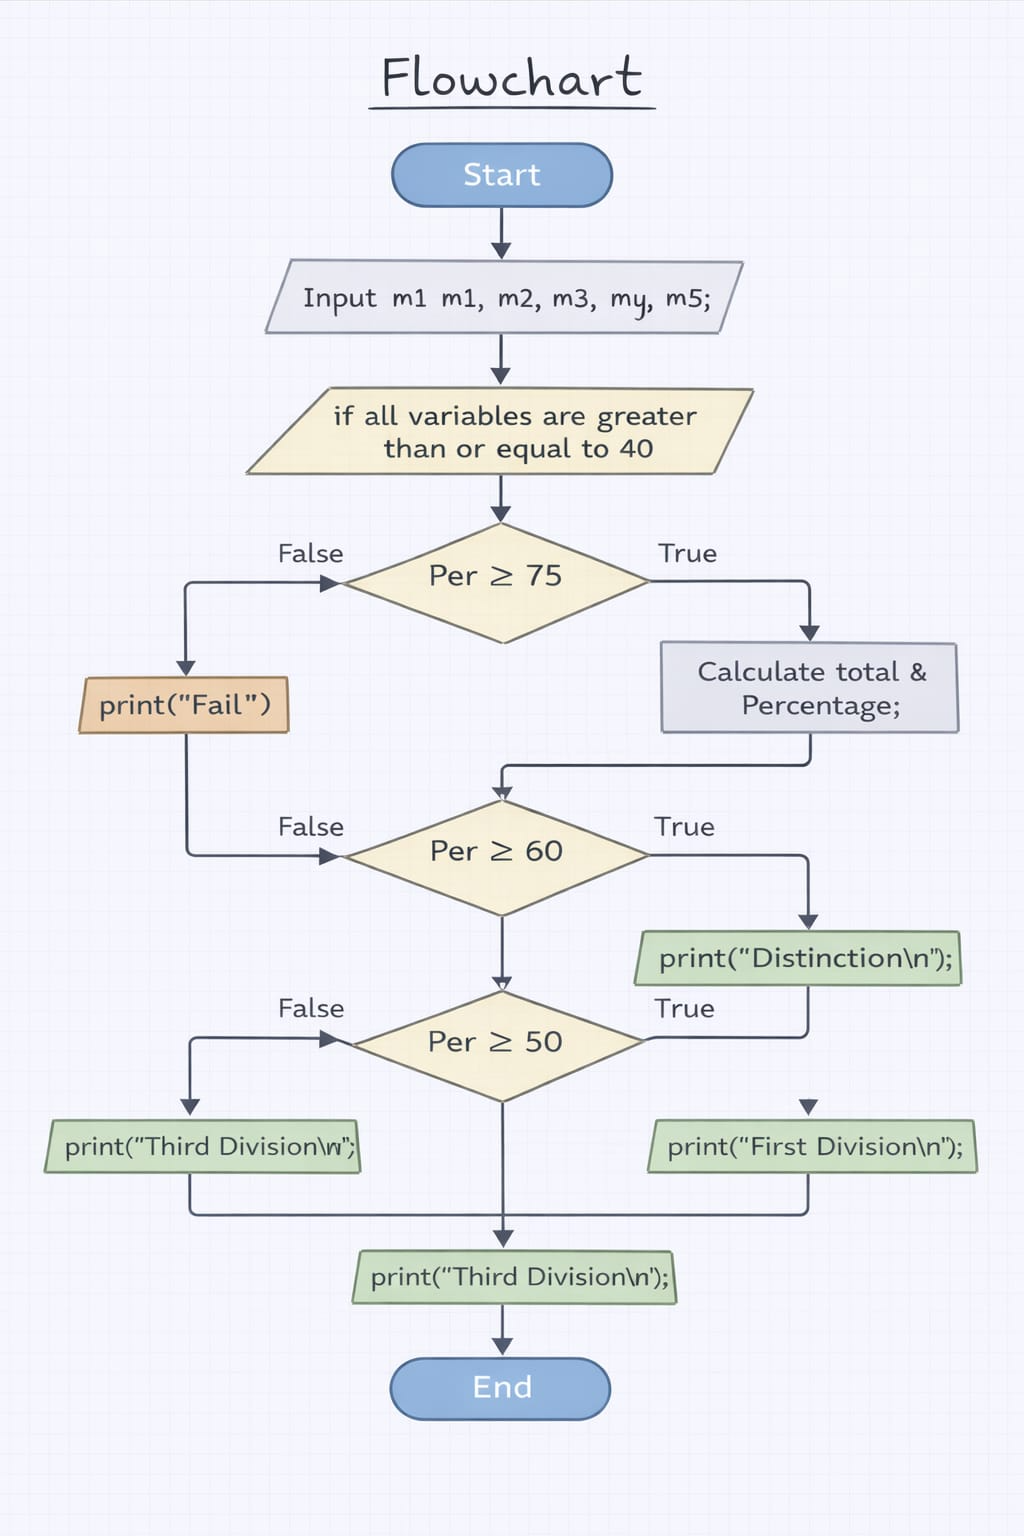 Flowchart
Start
Input m1 m1, m2, m3, my, m5;
if all variables are greater
than or equal to 40
False
True
Per ≥ 75
print("Fail")
Calculate total &
Percentage;
False
True
Per ≥ 60
print("Distinction\n");
False
True
Per ≥ 50
print("Third Division\n");
print("First Division\n");
print("Third Division\n");
End